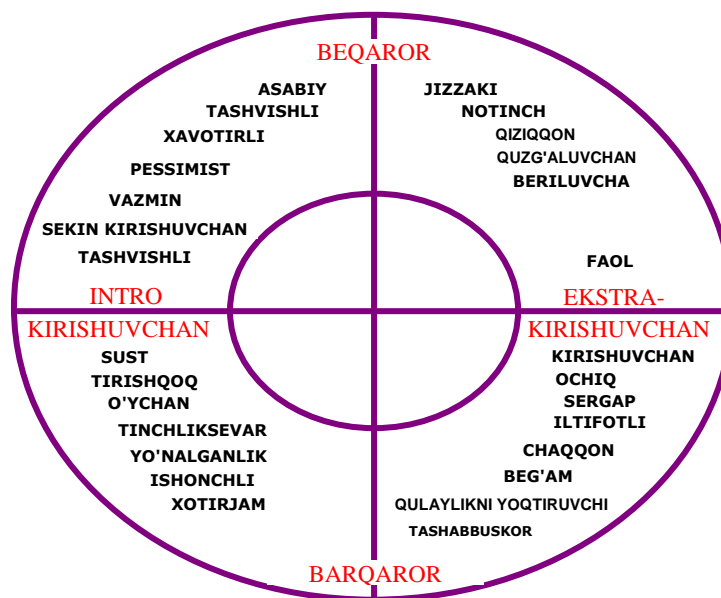 BEQAROR
ASABIY
TASHVISHLI
XAVOTIRLI
PESSIMIST
VAZMIN
SEKIN KIRISHUVCHAN
TASHVISHLI
JIZZAKI
NOTINCH
QIZIQQON
QUZG'ALUVCHAN
BERILUVCHA
FAOL
INTRO
KIRISHUVCHAN
EKSTRA-
KIRISHUVCHAN
SUST
TIRISHQOQ
O'YCHAN
TINCHLIKSEVAR
YO'NALGANLIK
ISHONCHLI
XOTIRJAM
KIRISHUVCHAN
OCHIQ
SERGAP
ILTIFOTLI
CHAQQON
BEG'AM
QULAYLIKNI YOQTIRUVCHI
TASHABBUSKOR
BARQAROR